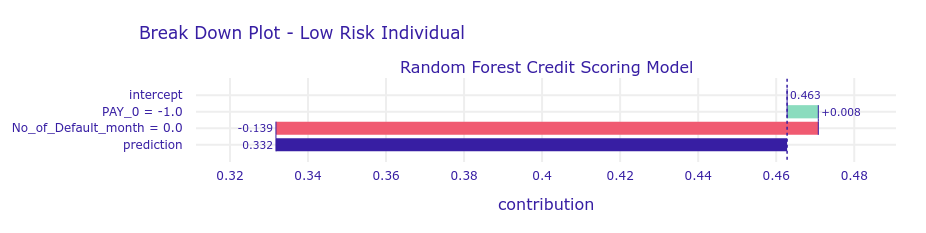 Break Down Plot - Low Risk Individual
Random Forest Credit Scoring Model
intercept 0.463
PAY_0 = -1.0 +0.008
No_of_Default_month = 0.0 -0.139
prediction 0.332
0.32 0.34 0.36 0.38 0.4 0.42 0.44 0.46 0.48
contribution